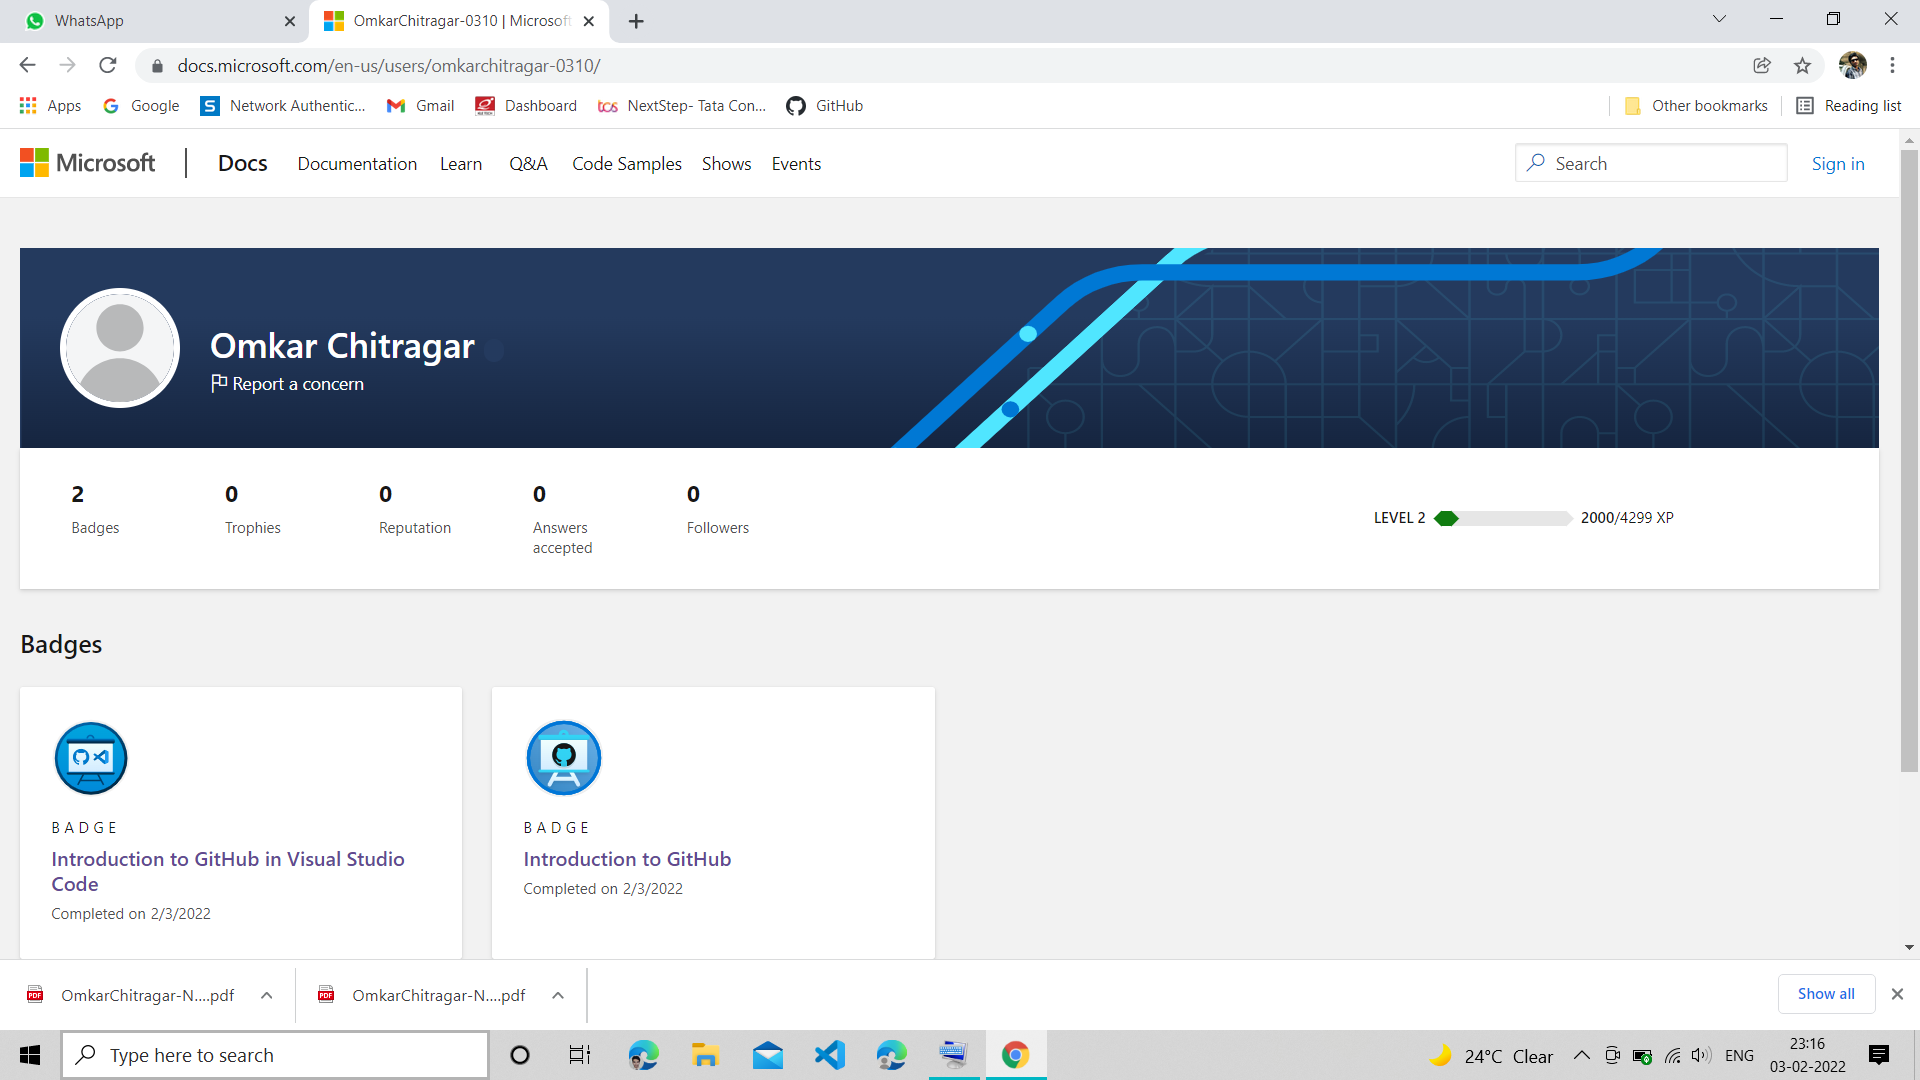 WhatsApp
OmkarChitragar-0310 | Microsoft
docs.microsoft.com/en-us/users/omkarchitragar-0310/
Apps Google Network Authentic... Gmail Dashboard NextStep- Tata Con... GitHub Other bookmarks Reading list
Microsoft Docs Documentation Learn Q&A Code Samples Shows Events Search Sign in
Omkar Chitragar
Report a concern
2 0 0 0 0
Badges Trophies Reputation Answers accepted Followers
LEVEL 2 2000/4299 XP
Badges
BADGE
Introduction to GitHub in Visual Studio
Code
Completed on 2/3/2022
BADGE
Introduction to GitHub
Completed on 2/3/2022
OmkarChitragar-N....pdf OmkarChitragar-N....pdf Show all
Type here to search
24°C Clear
ENG
23:16
03-02-2022